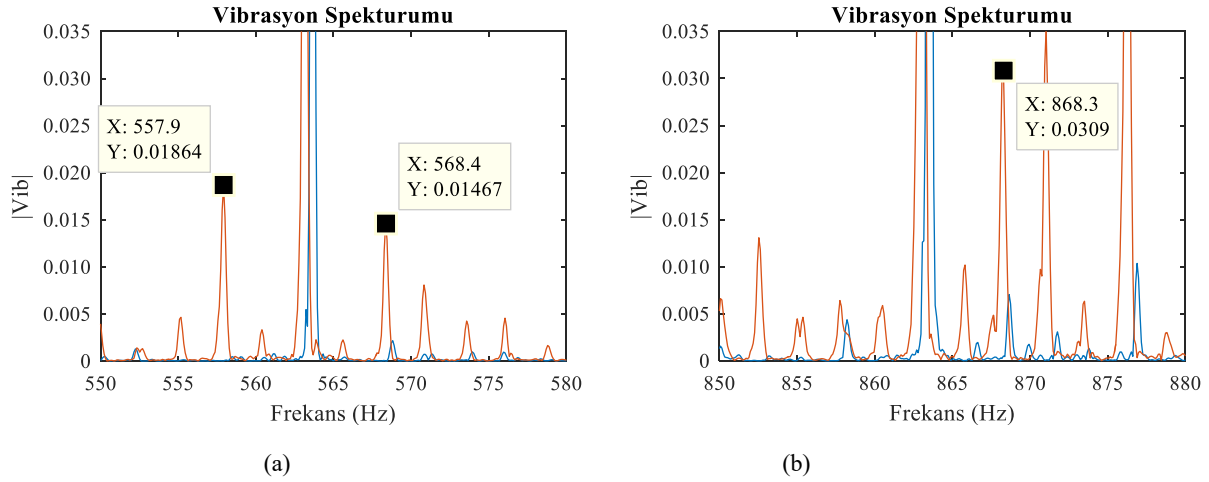 Vibrasyon Spekturumu
0.035
0.030
0.025
0.020
0.015
0.010
0.005
0
|Vib|
X: 557.9
Y: 0.01864
X: 568.4
Y: 0.01467
550
555
560
565
570
575
580
Frekans (Hz)
(a)
Vibrasyon Spekturumu
0.035
0.030
0.025
0.020
0.015
0.010
0.005
0
|Vib|
X: 868.3
Y: 0.0309
850
855
860
865
870
875
880
Frekans (Hz)
(b)